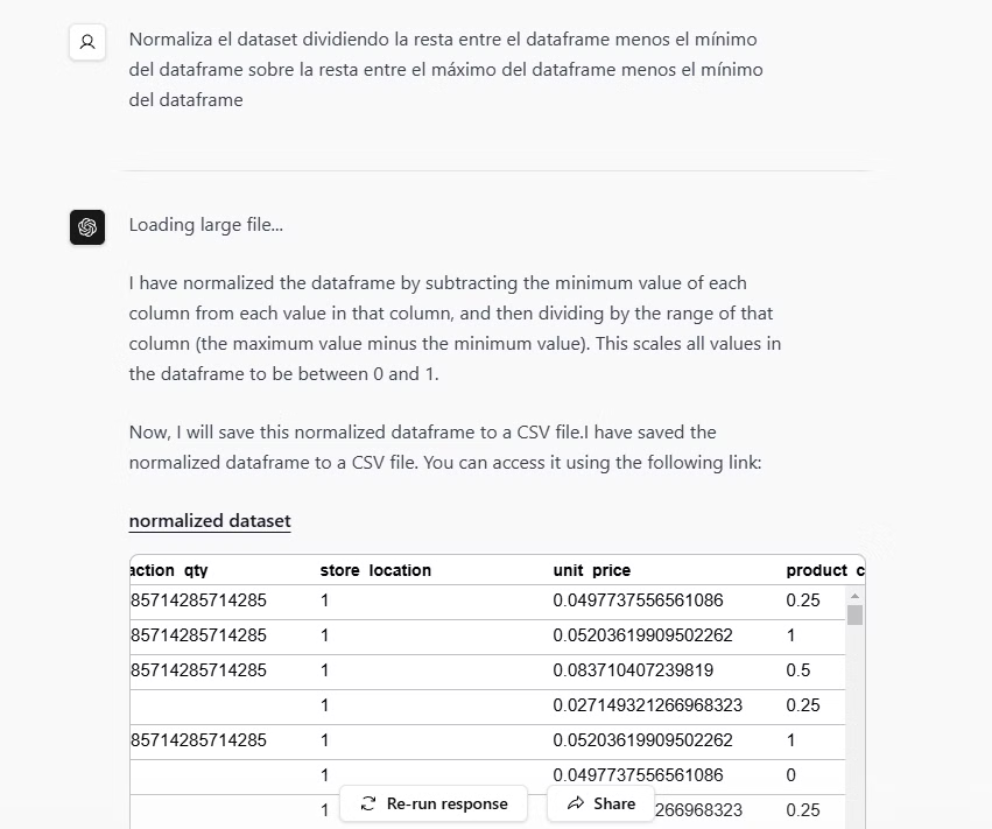 Normaliza el dataset dividiendo la resta entre el dataframe menos el mínimo
del dataframe sobre la resta entre el máximo del dataframe menos el mínimo
del dataframe
Loading large file...
I have normalized the dataframe by subtracting the minimum value of each
column from each value in that column, and then dividing by the range of that
column (the maximum value minus the minimum value). This scales all values in
the dataframe to be between 0 and 1.
Now, I will save this normalized dataframe to a CSV file.I have saved the
normalized dataframe to a CSV file. You can access it using the following link:
normalized dataset
action_qty store_location unit_price product_c
85714285714285 1 0.0497737556561086 0.25
85714285714285 1 0.05203619909502262 1
85714285714285 1 0.083710407239819 0.5
1 0.027149321266968323 0.25
85714285714285 1 0.05203619909502262 1
1 0.0497737556561086 0
1 266968323 0.25
Re-run response Share